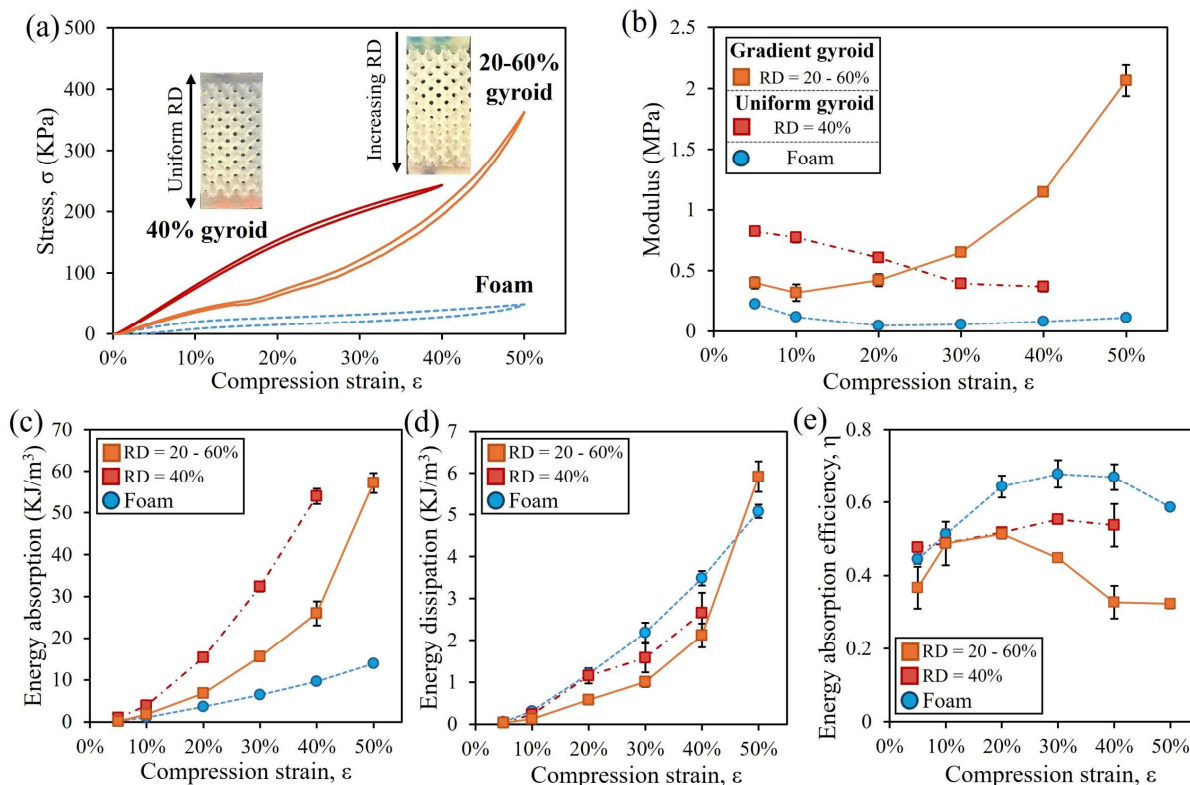 (a)
500
400
300
200
100
0
Stress, σ (KPa)
Uniform RD
40% gyroid
Increasing RD
20-60%
gyroid
Foam
0% 10% 20% 30% 40% 50%
Compression strain, ε
(b)
2.5
2
1.5
1
0.5
0
Modulus (MPa)
Gradient gyroid
RD = 20 - 60%
Uniform gyroid
RD = 40%
Foam
0% 10% 20% 30% 40% 50%
Compression strain, ε
(c)
70
60
50
40
30
20
10
0
Energy absorption (KJ/m³)
RD = 20 - 60%
RD = 40%
Foam
0% 10% 20% 30% 40% 50%
Compression strain, ε
(d)
7
6
5
4
3
2
1
0
Energy dissipation (KJ/m³)
RD = 20 - 60%
RD = 40%
Foam
0% 10% 20% 30% 40% 50%
Compression strain, ε
(e)
0.8
0.6
0.4
0.2
0
Energy absorption efficiency, η
RD = 20 - 60%
RD = 40%
Foam
0% 10% 20% 30% 40% 50%
Compression strain, ε